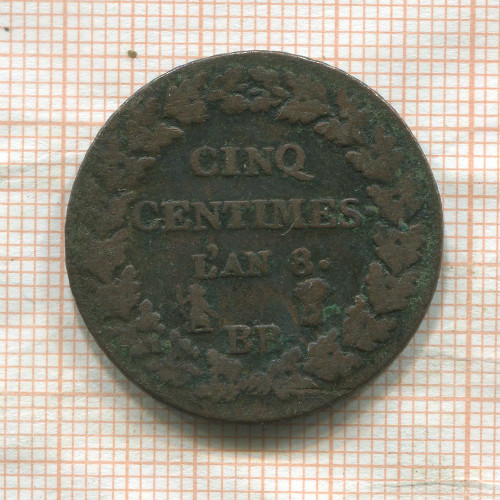 CINQ
CENTIMES
L'AN 8.
BB